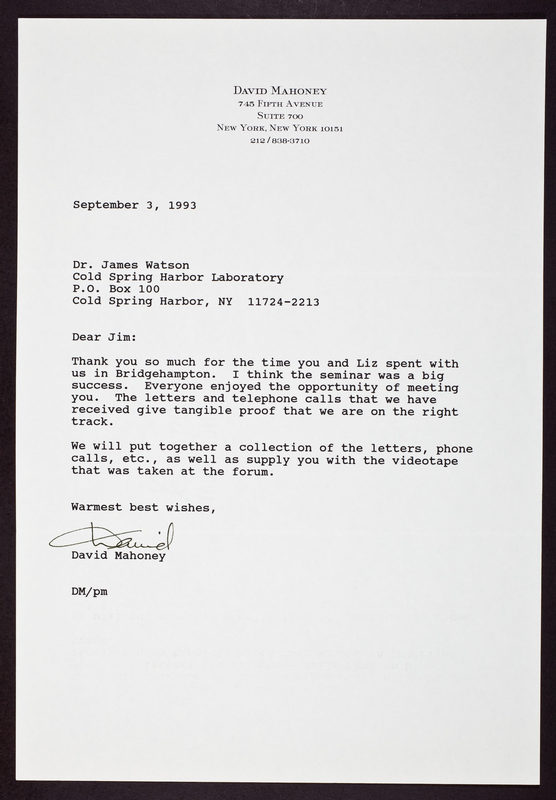 DAVID MAHONEY
745 FIFTH AVENUE
SUITE 700
NEW YORK, NEW YORK 10151
212/838-3710
September 3, 1993
Dr. James Watson
Cold Spring Harbor Laboratory
P.O. Box 100
Cold Spring Harbor, NY  11724-2213
Dear Jim:
Thank you so much for the time you and Liz spent with
us in Bridgehampton.  I think the seminar was a big
success.  Everyone enjoyed the opportunity of meeting
you.  The letters and telephone calls that we have
received give tangible proof that we are on the right
track.
We will put together a collection of the letters, phone
calls, etc., as well as supply you with the videotape
that was taken at the forum.
Warmest best wishes,
David
David Mahoney
DM/pm